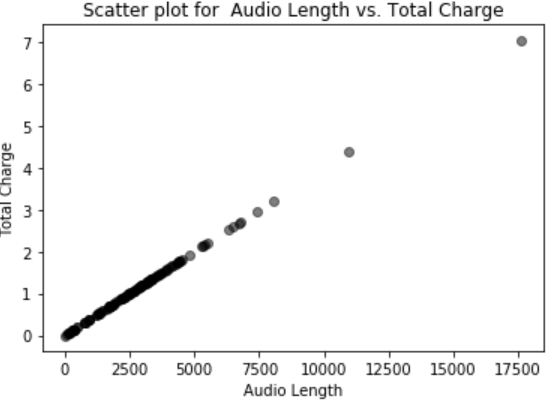 Scatter plot for  Audio Length vs. Total Charge
7
6
5
4
3
2
1
0
Total Charge
0 2500 5000 7500 10000 12500 15000 17500
Audio Length